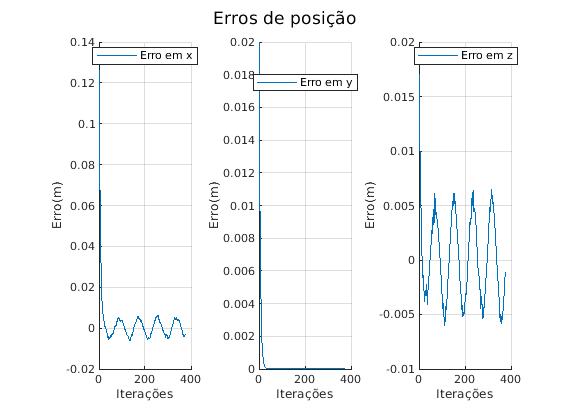 Erros de posição
0.14
0.12
0.1
0.08
0.06
0.04
0.02
0
-0.02
Erro(m)
0 200 400
Iterações
Erro em x
0.02
0.018
0.016
0.014
0.012
0.01
0.008
0.006
0.004
0.002
0
Erro(m)
0 200 400
Iterações
Erro em y
0.02
0.015
0.01
0.005
0
-0.005
-0.01
Erro(m)
0 200 400
Iterações
Erro em z